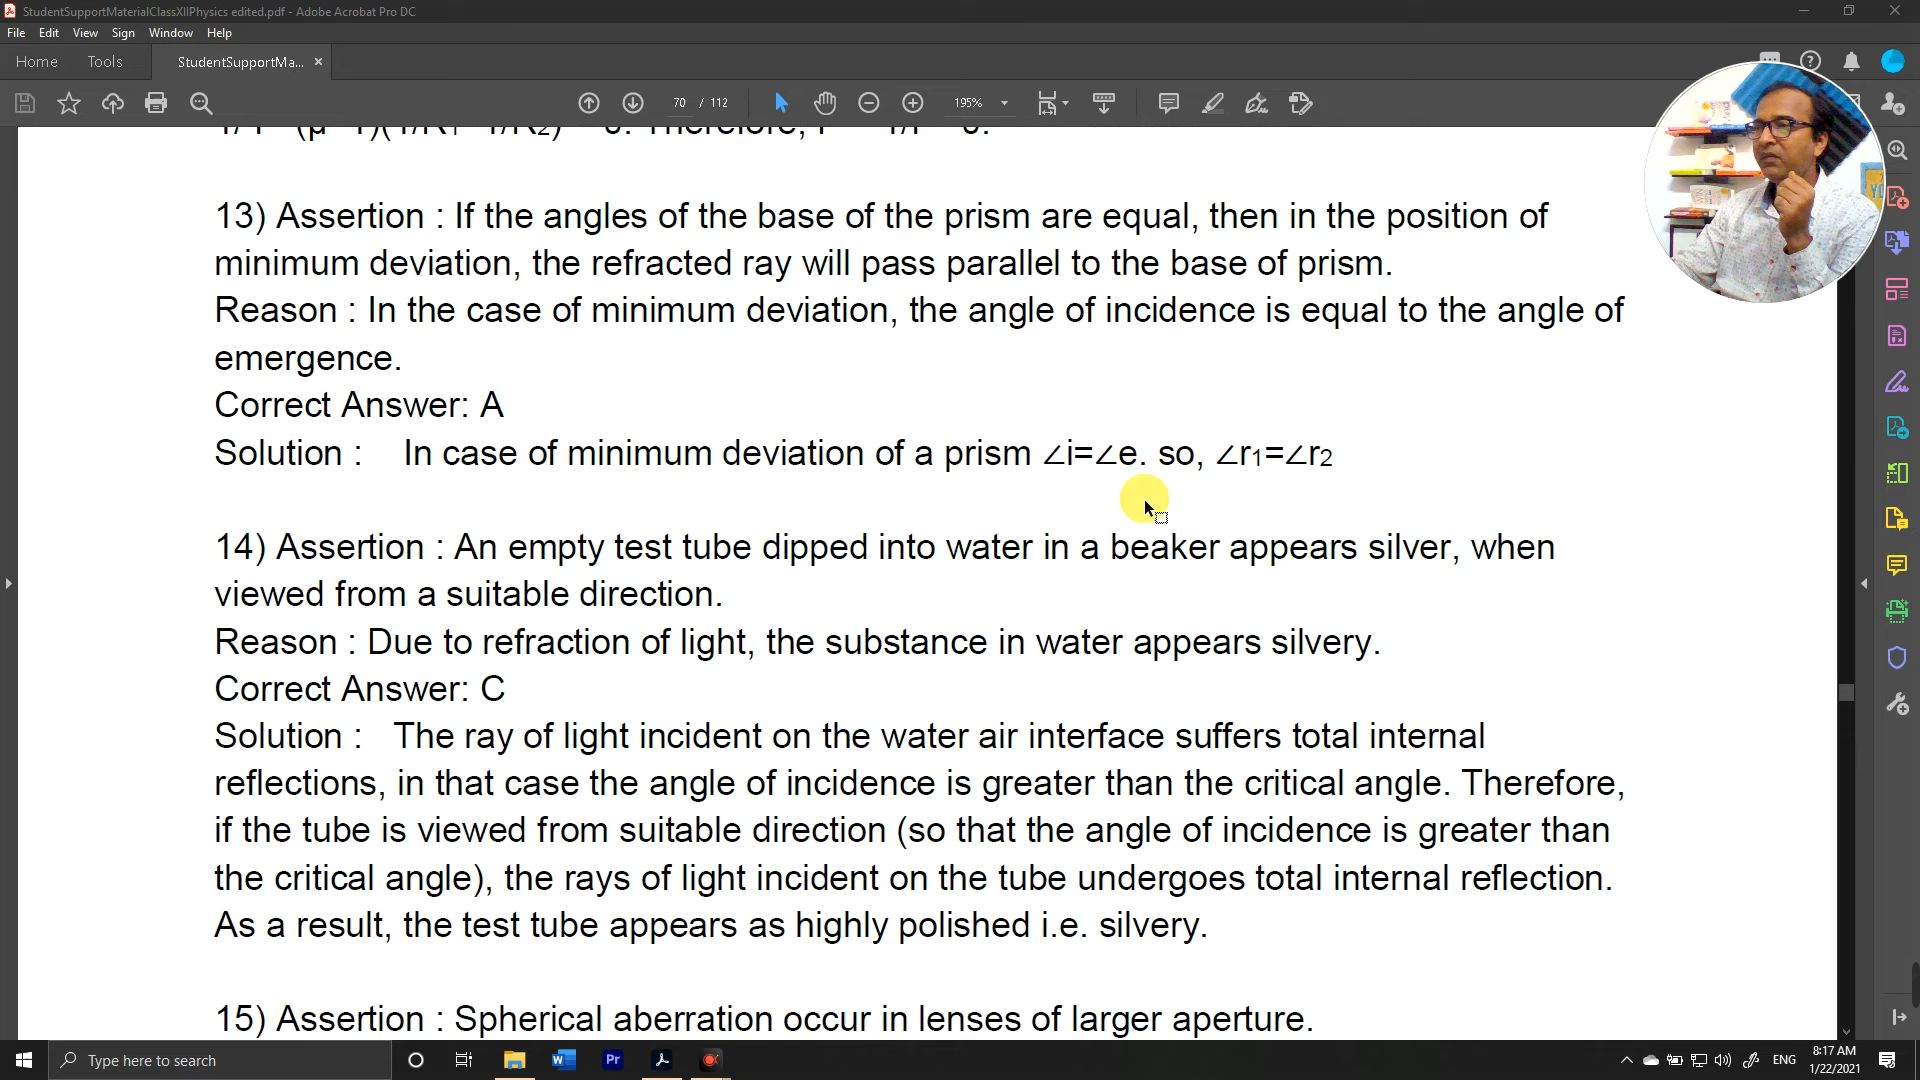 StudentSupportMaterialClassXIIPhysics edited.pdf - Adobe Acrobat Pro DC
File Edit View Sign Window Help
Home Tools StudentSupportMa... ×
70 / 112 195%
13) Assertion : If the angles of the base of the prism are equal, then in the position of
minimum deviation, the refracted ray will pass parallel to the base of prism.
Reason : In the case of minimum deviation, the angle of incidence is equal to the angle of
emergence.
Correct Answer: A
Solution : In case of minimum deviation of a prism ∠i=∠e. so, ∠r1=∠r2
14) Assertion : An empty test tube dipped into water in a beaker appears silver, when
viewed from a suitable direction.
Reason : Due to refraction of light, the substance in water appears silvery.
Correct Answer: C
Solution : The ray of light incident on the water air interface suffers total internal
reflections, in that case the angle of incidence is greater than the critical angle. Therefore,
if the tube is viewed from suitable direction (so that the angle of incidence is greater than
the critical angle), the rays of light incident on the tube undergoes total internal reflection.
As a result, the test tube appears as highly polished i.e. silvery.
15) Assertion : Spherical aberration occur in lenses of larger aperture.
Type here to search
ENG
8:17 AM
1/22/2021